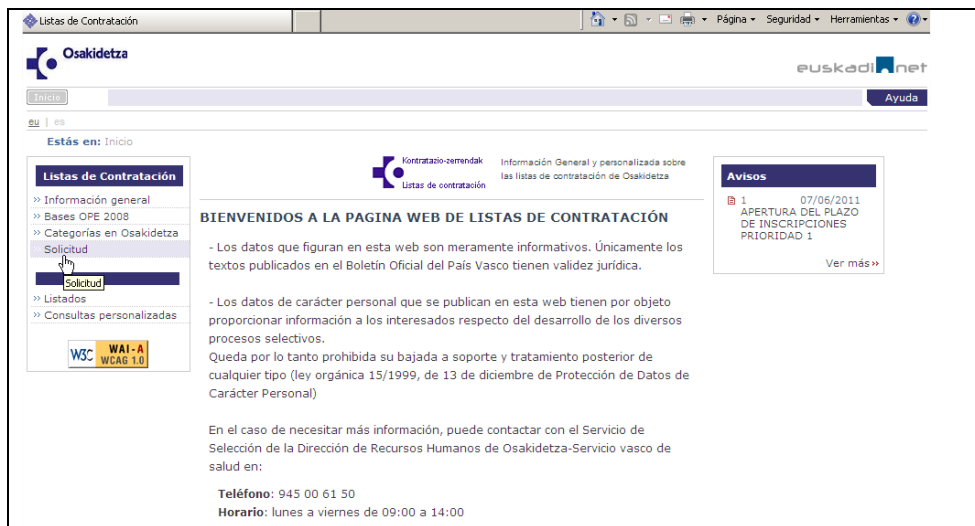 Listas de Contratación
Página Seguridad Herramientas
Osakidetza
euskadi net
Inicio
Ayuda
eu | es
Estás en: Inicio
Listas de Contratación
» Información general
» Bases OPE 2008
» Categorías en Osakidetza
Solicitud
Solicitud
» Listados
» Consultas personalizadas
W3C WAI-A
WCAG 1.0
Kontratazio-zerrendak
Listas de contratación
Información General y personalizada sobre
las listas de contratación de Osakidetza
BIENVENIDOS A LA PAGINA WEB DE LISTAS DE CONTRATACIÓN
- Los datos que figuran en esta web son meramente informativos. Únicamente los
textos publicados en el Boletín Oficial del País Vasco tienen validez jurídica.
- Los datos de carácter personal que se publican en esta web tienen por objeto
proporcionar información a los interesados respecto del desarrollo de los diversos
procesos selectivos.
Queda por lo tanto prohibida su bajada a soporte y tratamiento posterior de
cualquier tipo (ley orgánica 15/1999, de 13 de diciembre de Protección de Datos de
Carácter Personal)
En el caso de necesitar más información, puede contactar con el Servicio de
Selección de la Dirección de Recursos Humanos de Osakidetza-Servicio vasco de
salud en:
Teléfono: 945 00 61 50
Horario: lunes a viernes de 09:00 a 14:00
Avisos
1 07/06/2011
APERTURA DEL PLAZO
DE INSCRIPCIONES
PRIORIDAD 1
Ver más »